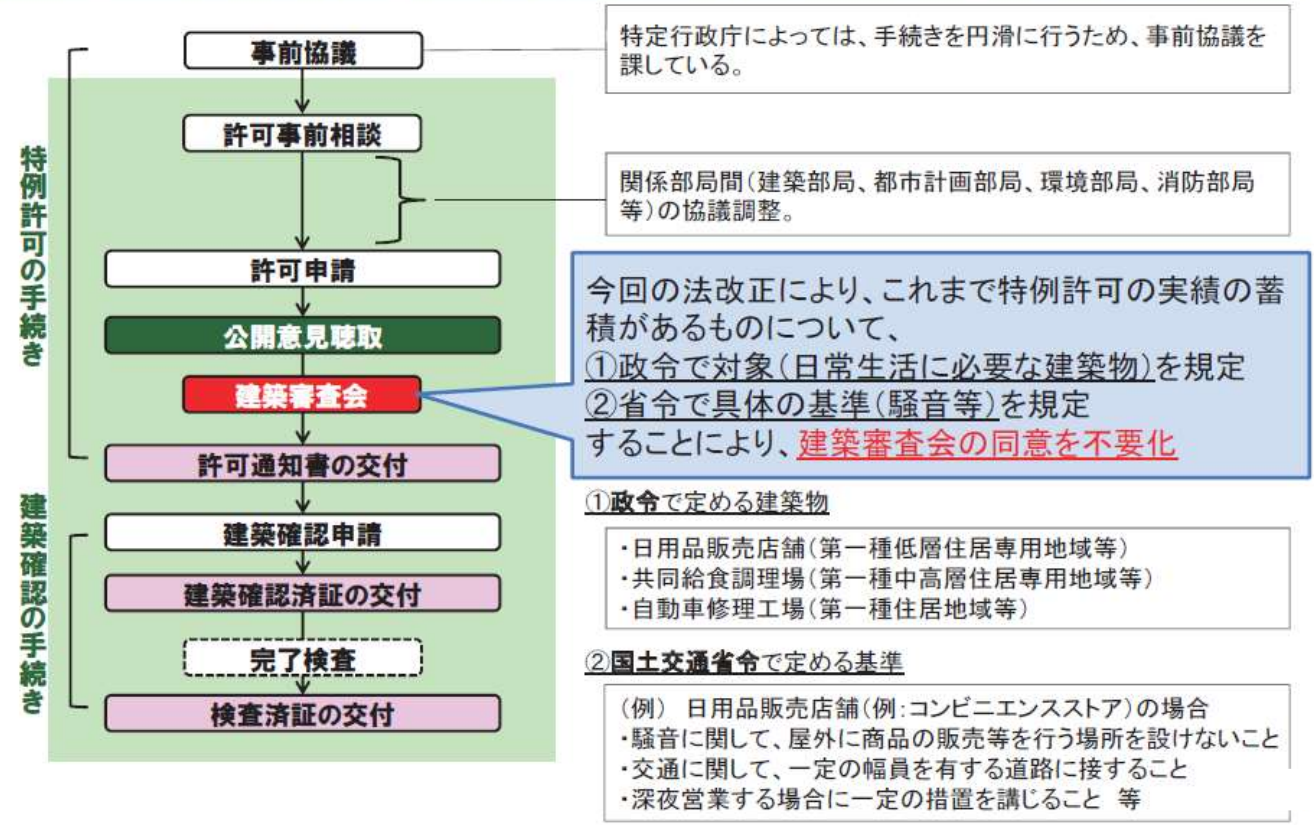 事前協議
特定行政庁によっては、手続きを円滑に行うため、事前協議を
課している。
特例許可の手続き
許可事前相談
関係部局間(建築部局、都市計画部局、環境部局、消防部局
等)の協議調整。
許可申請
公開意見聴取
建築審査会
今回の法改正により、これまで特例許可の実績の蓄
積があるものについて、
①政令で対象(日常生活に必要な建築物)を規定
②省令で具体の基準(騒音等)を規定
することにより、建築審査会の同意を不要化
許可通知書の交付
建築確認の手続き
建築確認申請
建築確認済証の交付
完了検査
検査済証の交付
①政令で定める建築物
・日用品販売店舗(第一種低層住居専用地域等)
・共同給食調理場(第一種中高層住居専用地域等)
・自動車修理工場(第一種住居地域等)
②国土交通省令で定める基準
(例) 日用品販売店舗(例:コンビニエンスストア)の場合
・騒音に関して、屋外に商品の販売等を行う場所を設けないこと
・交通に関して、一定の幅員を有する道路に接すること
・深夜営業する場合に一定の措置を講じること 等